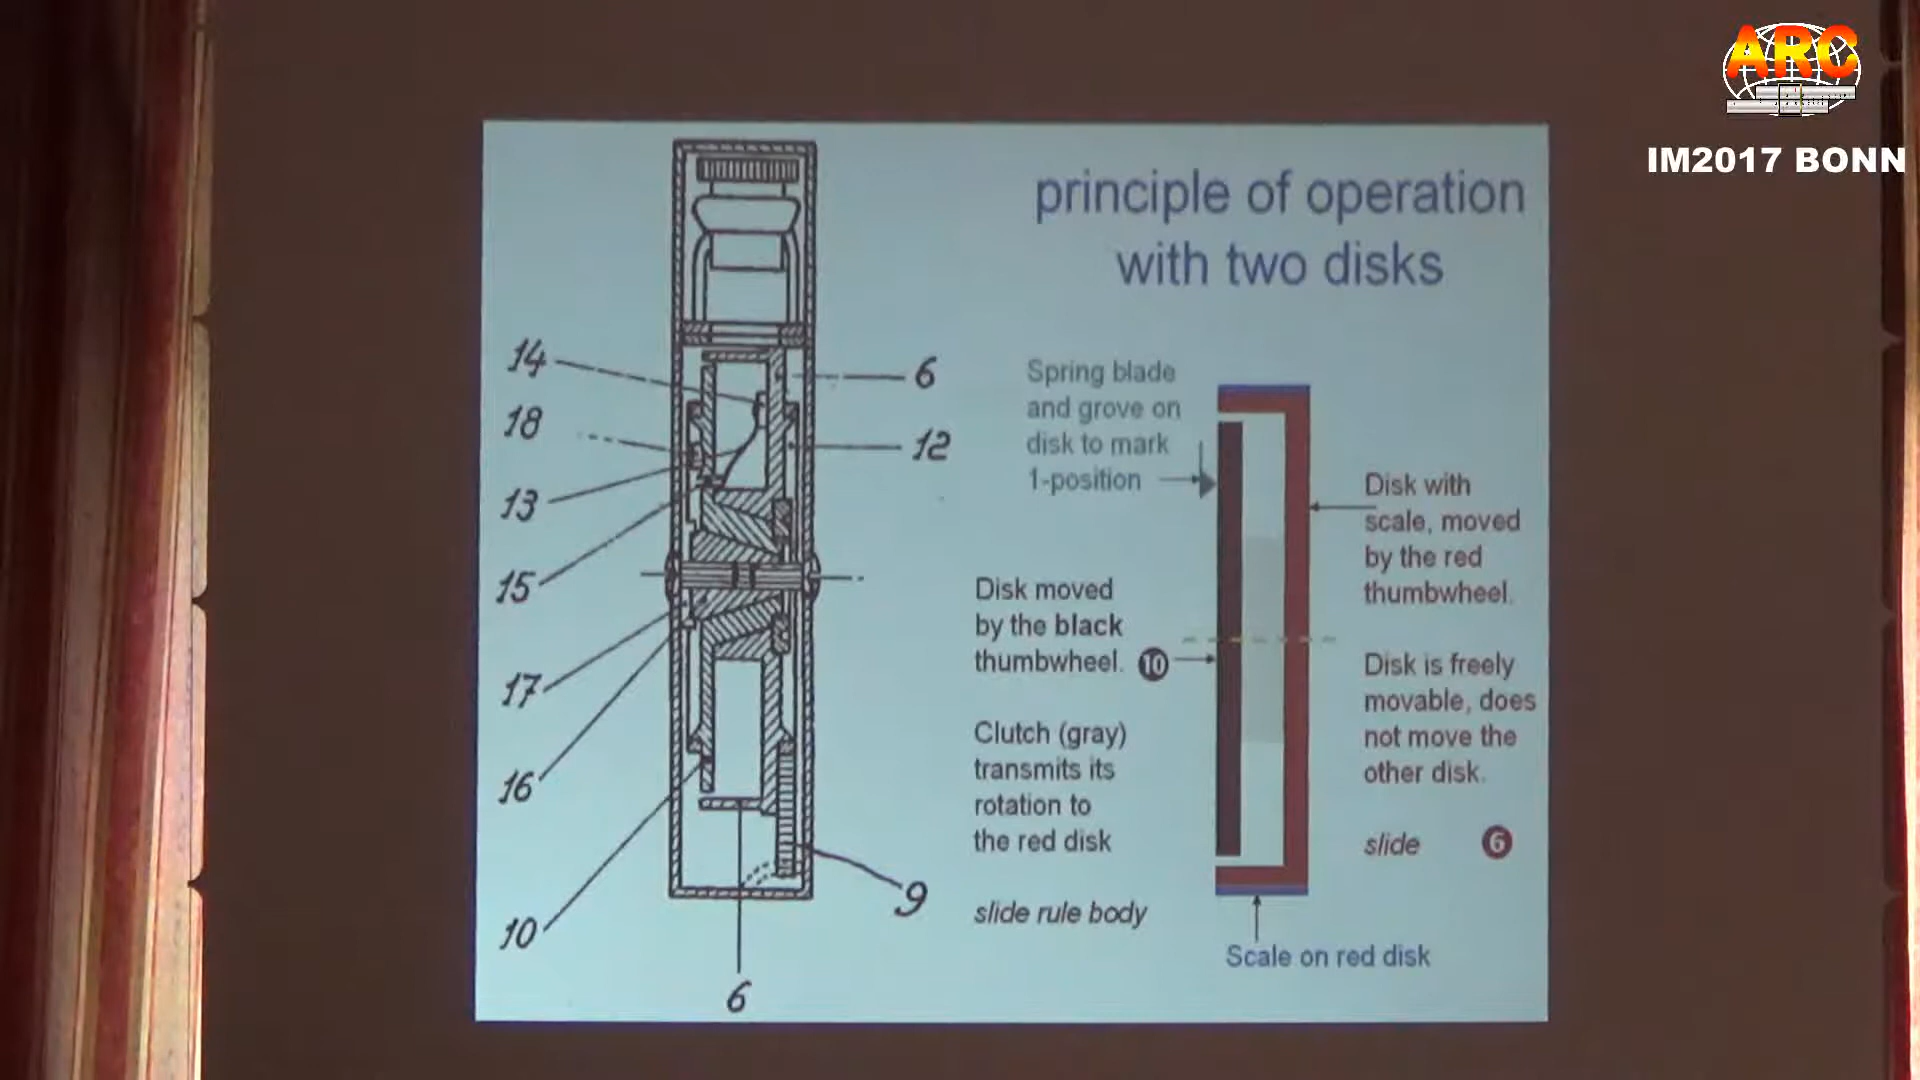 ARC
IM2017 BONN
principle of operation
with two disks
14
18
13
15
17
16
10
6
12
9
6
Spring blade
and grove on
disk to mark
1-position
Disk moved
by the black
thumbwheel. 10
Clutch (gray)
transmits its
rotation to
the red disk
slide rule body
Disk with
scale, moved
by the red
thumbwheel.
Disk is freely
movable, does
not move the
other disk.
slide 6
Scale on red disk